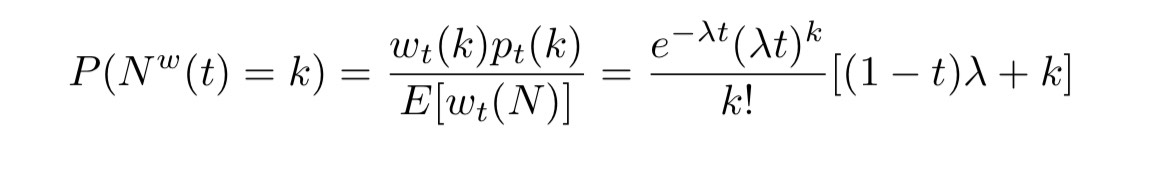 P(N^w(t) = k) = \frac{w_t(k)p_t(k)}{E[w_t(N)]} = \frac{e^{-\lambda t}(\lambda t)^k}{k!}[(1 - t)\lambda + k]